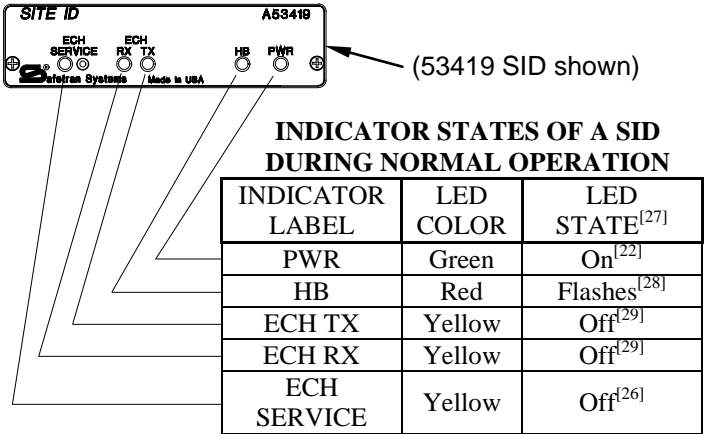 SITE ID A53419
ECH ECH
SERVICE RX TX HB PWR
Safetran Systems Made in USA
(53419 SID shown)
INDICATOR STATES OF A SID
DURING NORMAL OPERATION
INDICATOR LABEL LED COLOR LED STATE[27]
PWR Green On[22]
HB Red Flashes[28]
ECH TX Yellow Off[29]
ECH RX Yellow Off[29]
ECH SERVICE Yellow Off[26]